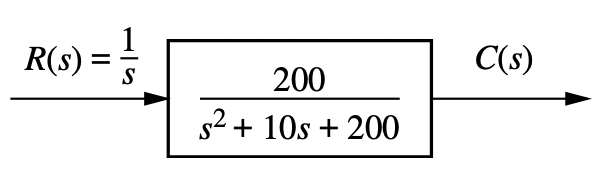 R(s) = 1/s
200
s² + 10s + 200
C(s)